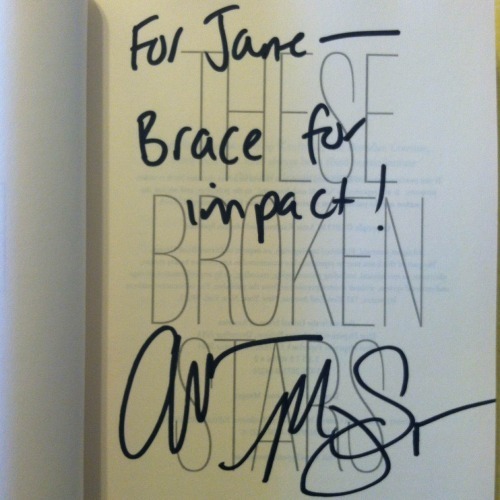 For Jane—
THESE
Brace for
impact!
BROKEN
STARS